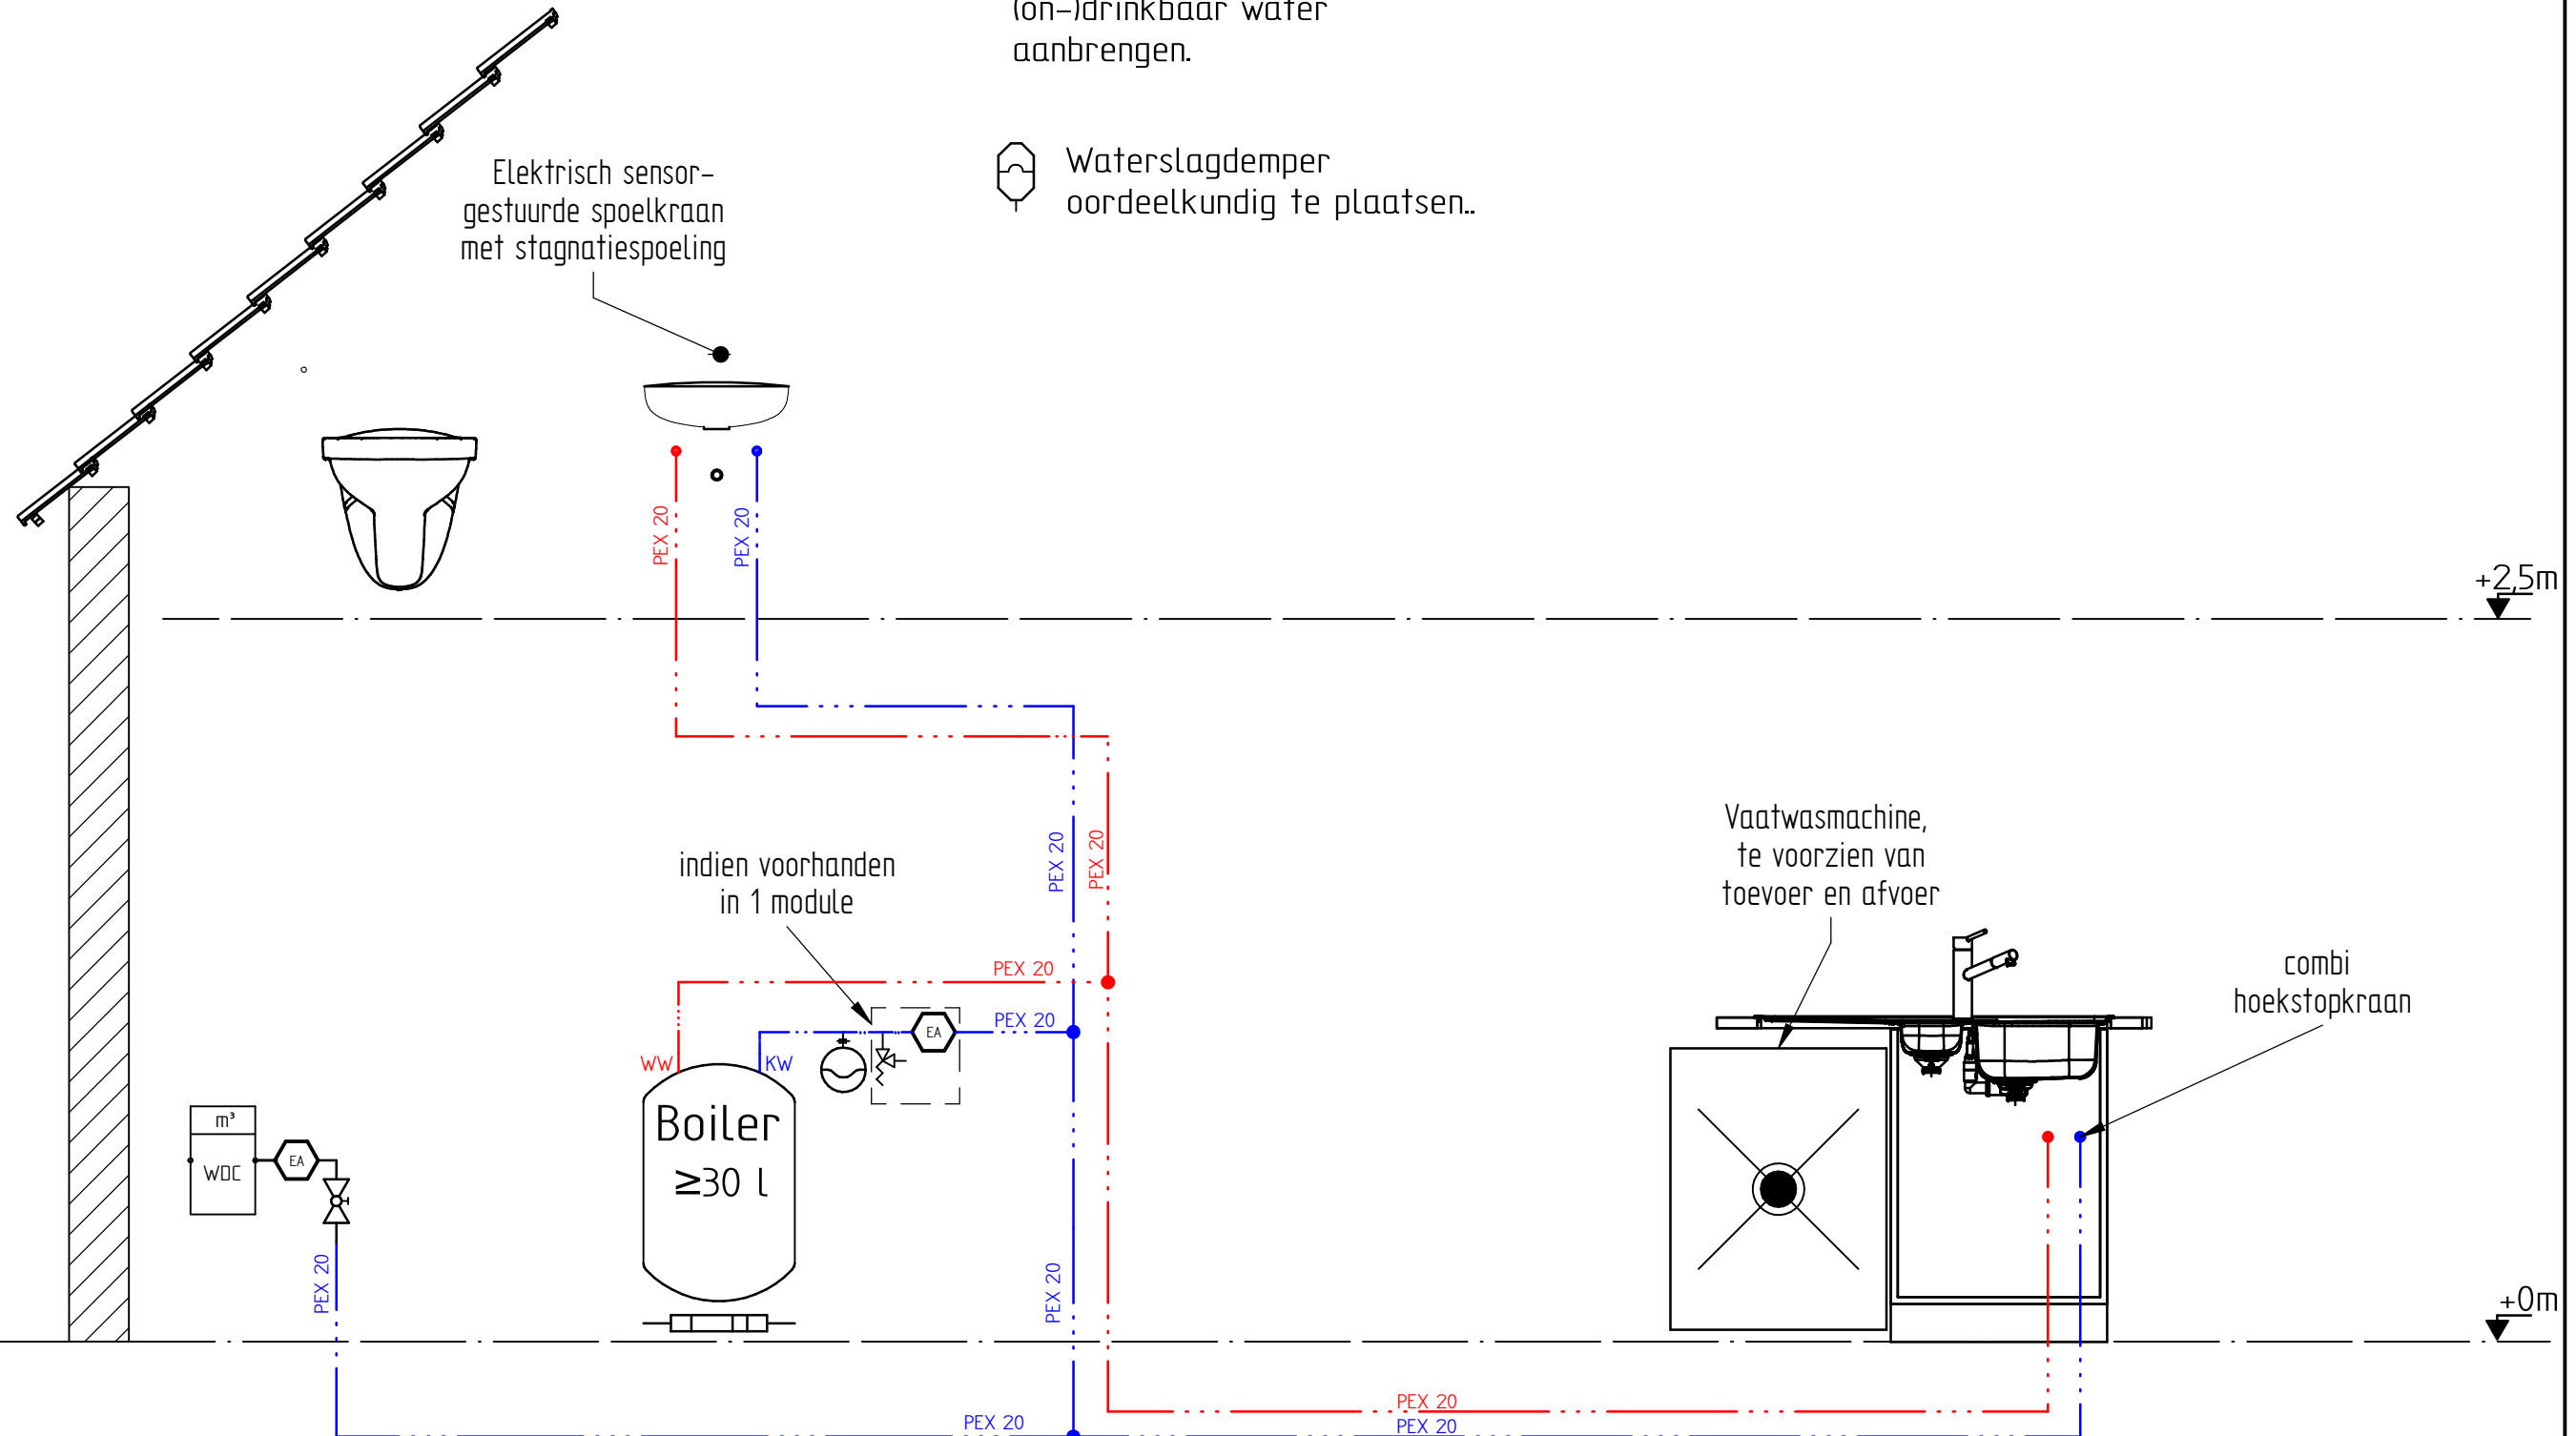 (on-)drinkbaar water
aanbrengen.
Waterslagdemper
oordeelkundig te plaatsen..
Elektrisch sensor-
gestuurde spoelkraan
met stagnatiespoeling
PEX 20
PEX 20
+2,5m
PEX 20
PEX 20
indien voorhanden
in 1 module
Vaatwasmachine,
te voorzien van
toevoer en afvoer
combi
hoekstopkraan
PEX 20
PEX 20
EA
WW
KW
Boiler
≥30 l
m³
WDC
EA
PEX 20
PEX 20
+0m
PEX 20
PEX 20
PEX 20